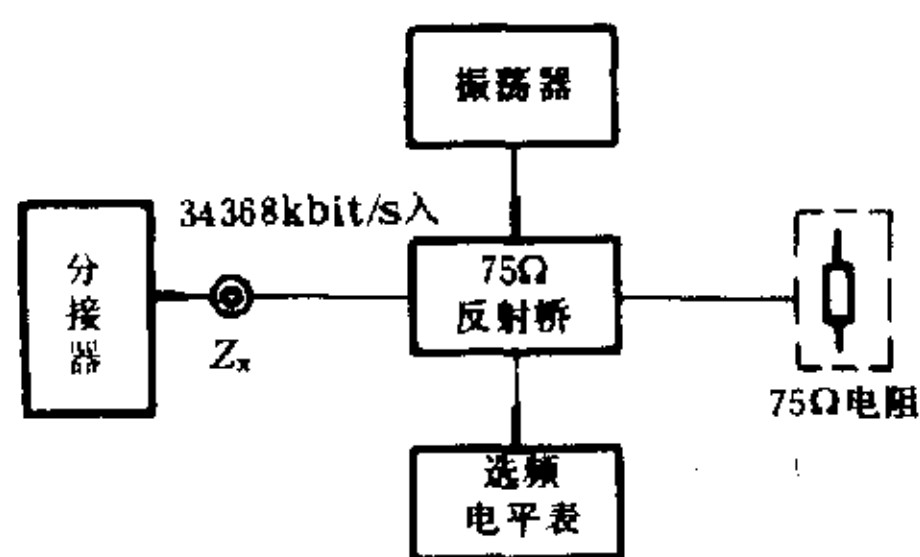 振荡器
34368kbit/s入
分
接
器
Zx
75Ω
反射桥
75Ω电阻
选频
电平表